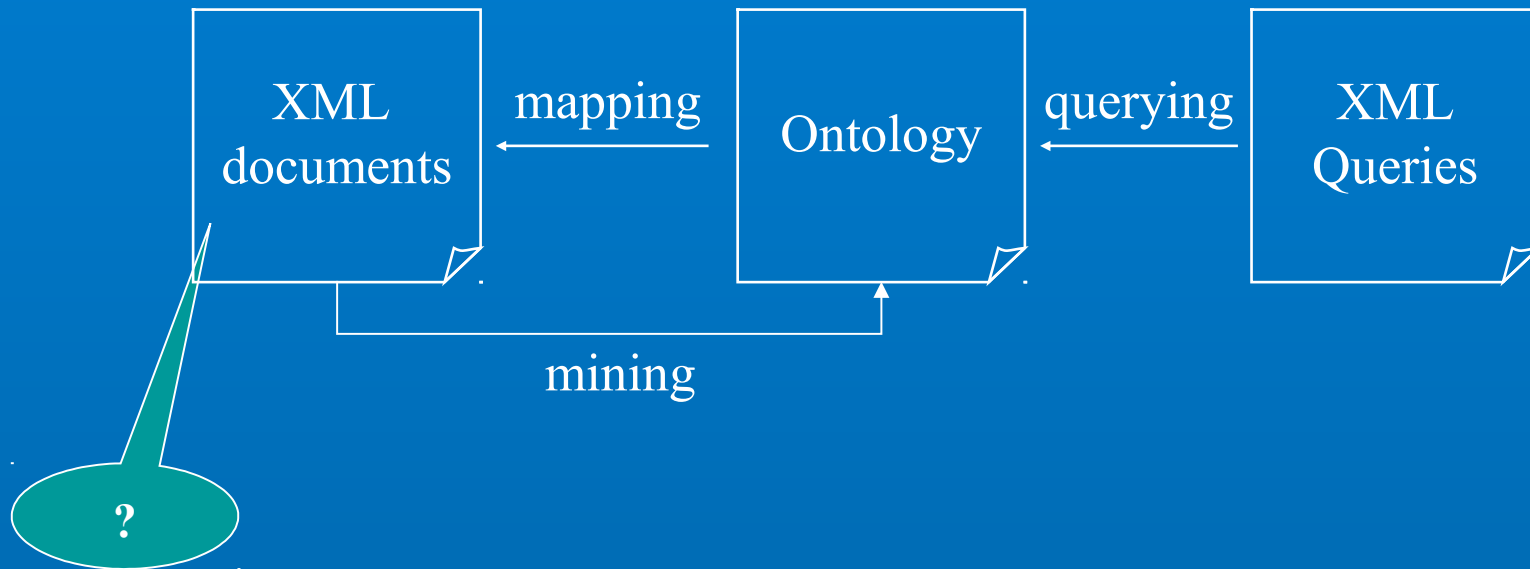 XML
documents
mapping
Ontology
querying
XML
Queries
mining
?